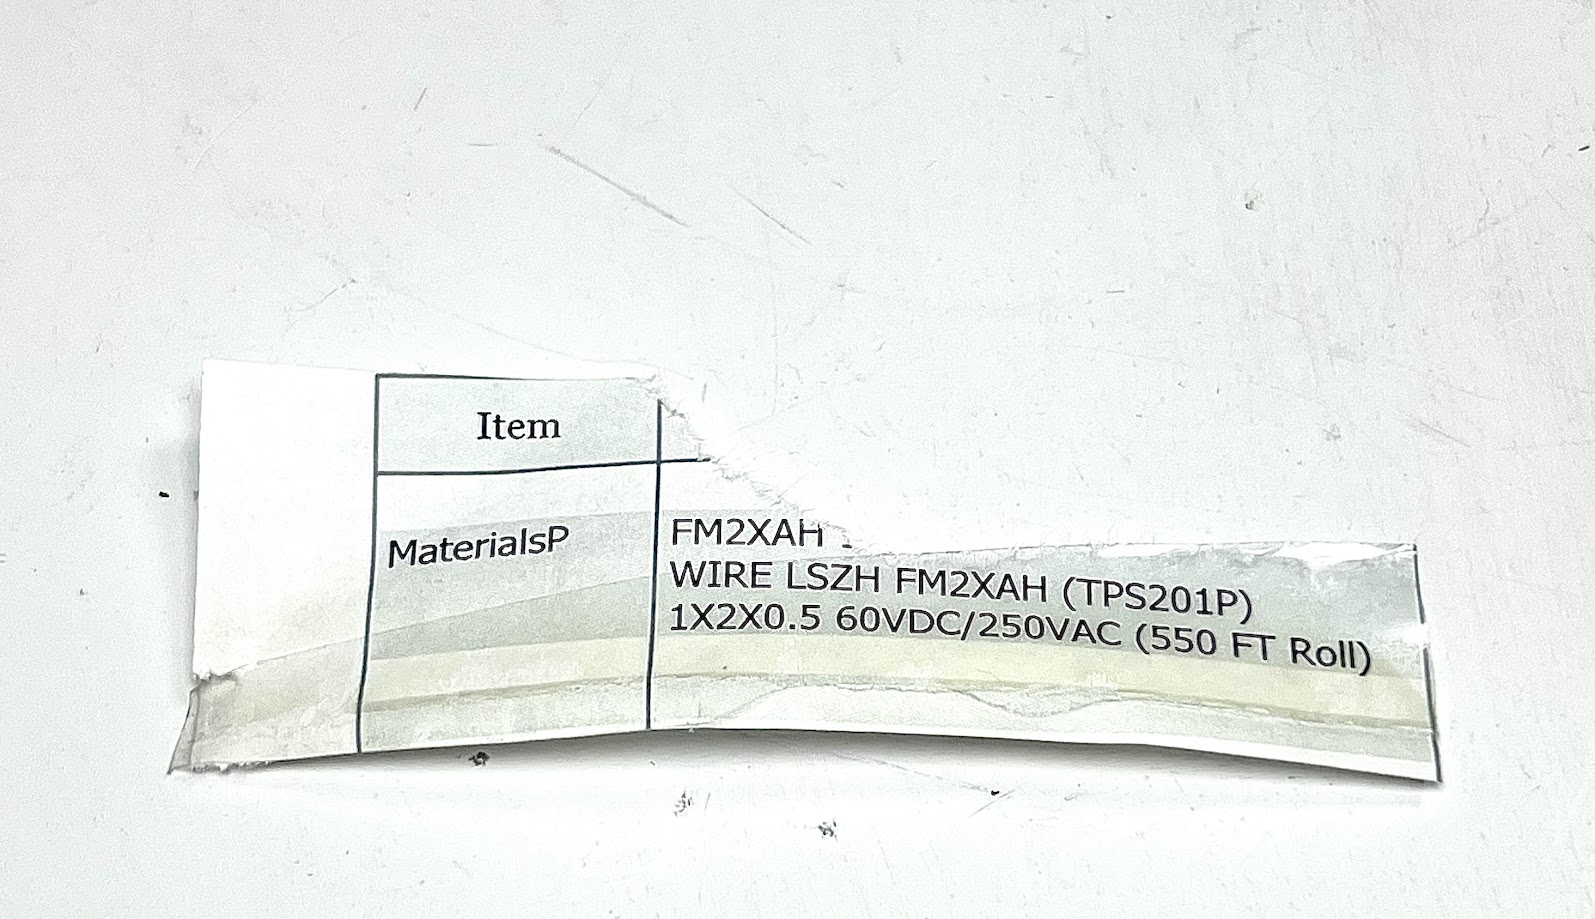 Item
MaterialsP
FM2XAH
WIRE LSZH FM2XAH (TPS201P)
1X2X0.5 60VDC/250VAC (550 FT Roll)